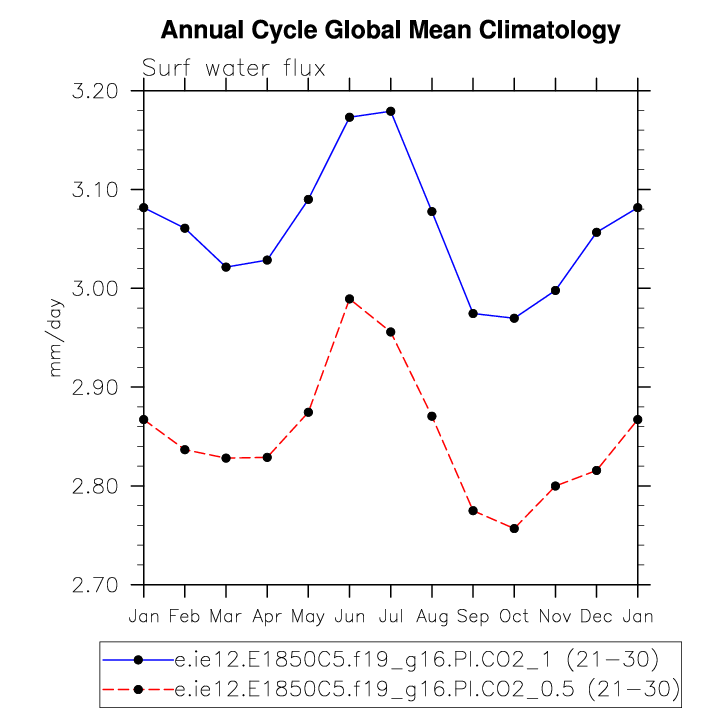 Annual Cycle Global Mean Climatology
Surf water flux
3.20
3.10
3.00
2.90
2.80
2.70
mm/day
Jan Feb Mar Apr May Jun Jul Aug Sep Oct Nov Dec Jan
e.ie12.E1850C5.f19_g16.PI.CO2_1 (21-30)
e.ie12.E1850C5.f19_g16.PI.CO2_0.5 (21-30)